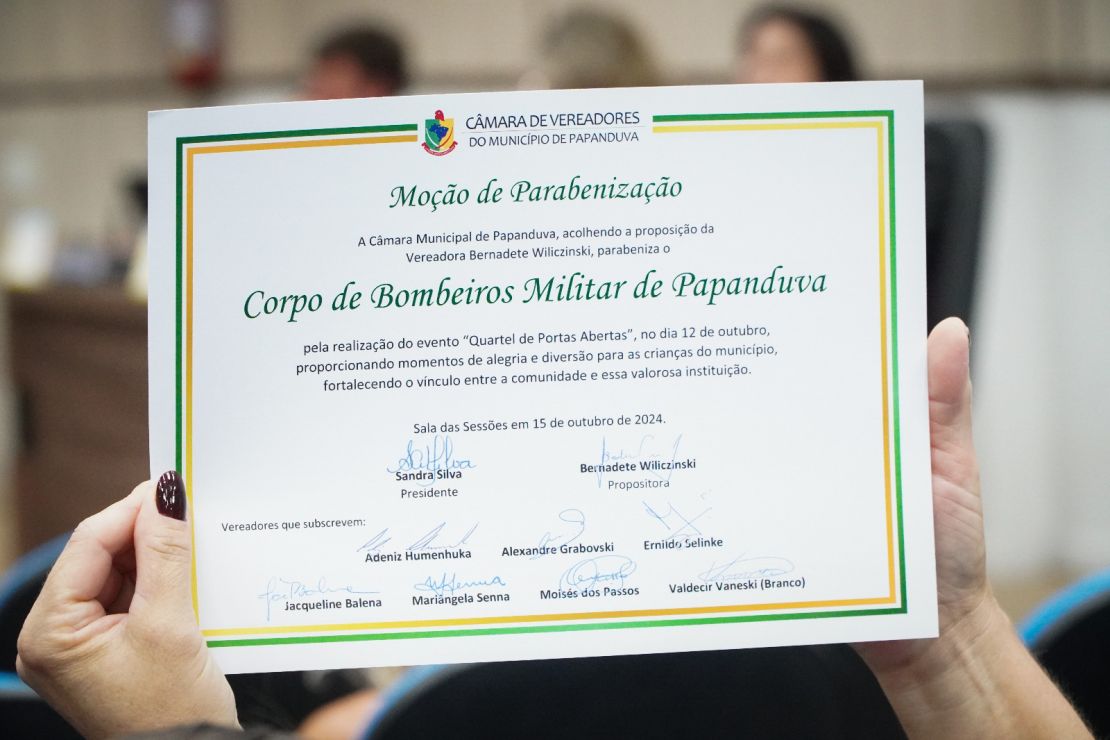 CÂMARA DE VEREADORES
DO MUNICÍPIO DE PAPANDUVA
Moção de Parabenização
A Câmara Municipal de Papanduva, acolhendo a proposição da
Vereadora Bernadete Wiliczinski, parabeniza o
Corpo de Bombeiros Militar de Papanduva
pela realização do evento “Quartel de Portas Abertas”, no dia 12 de outubro,
proporcionando momentos de alegria e diversão para as crianças do município,
fortalecendo o vínculo entre a comunidade e essa valorosa instituição.
Sala das Sessões em 15 de outubro de 2024.
Sandra Silva
Presidente
Bernadete Wiliczinski
Propositora
Vereadores que subscrevem:
Adeniz Humenhuka
Alexandre Grabovski
Ernildo Selinke
Jacqueline Balena
Mariângela Senna
Moisés dos Passos
Valdecir Vaneski (Branco)